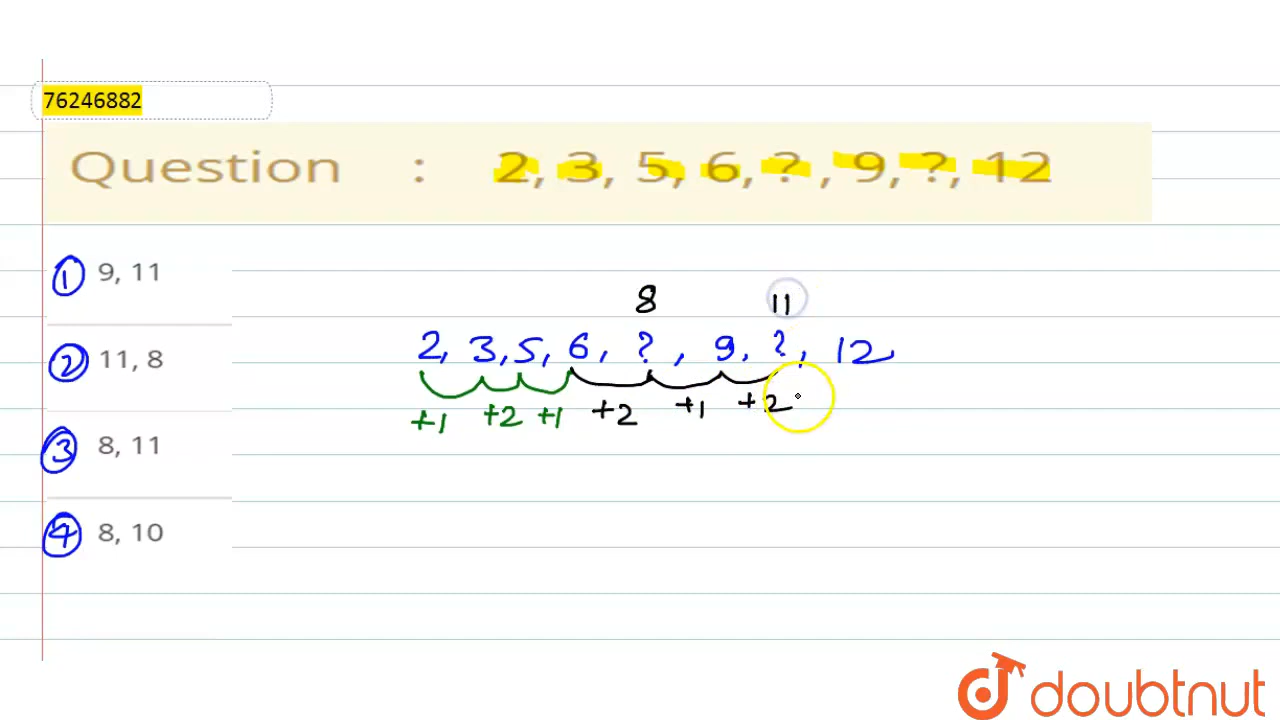 76246882
Question : 2, 3, 5, 6, ?, 9, ?, 12
① 9, 11
② 11, 8
③ 8, 11
④ 8, 10
8 11
2, 3, 5, 6, ?, 9, ?, 12,
+1 +2 +1 +2 +1 +2
doubtnut